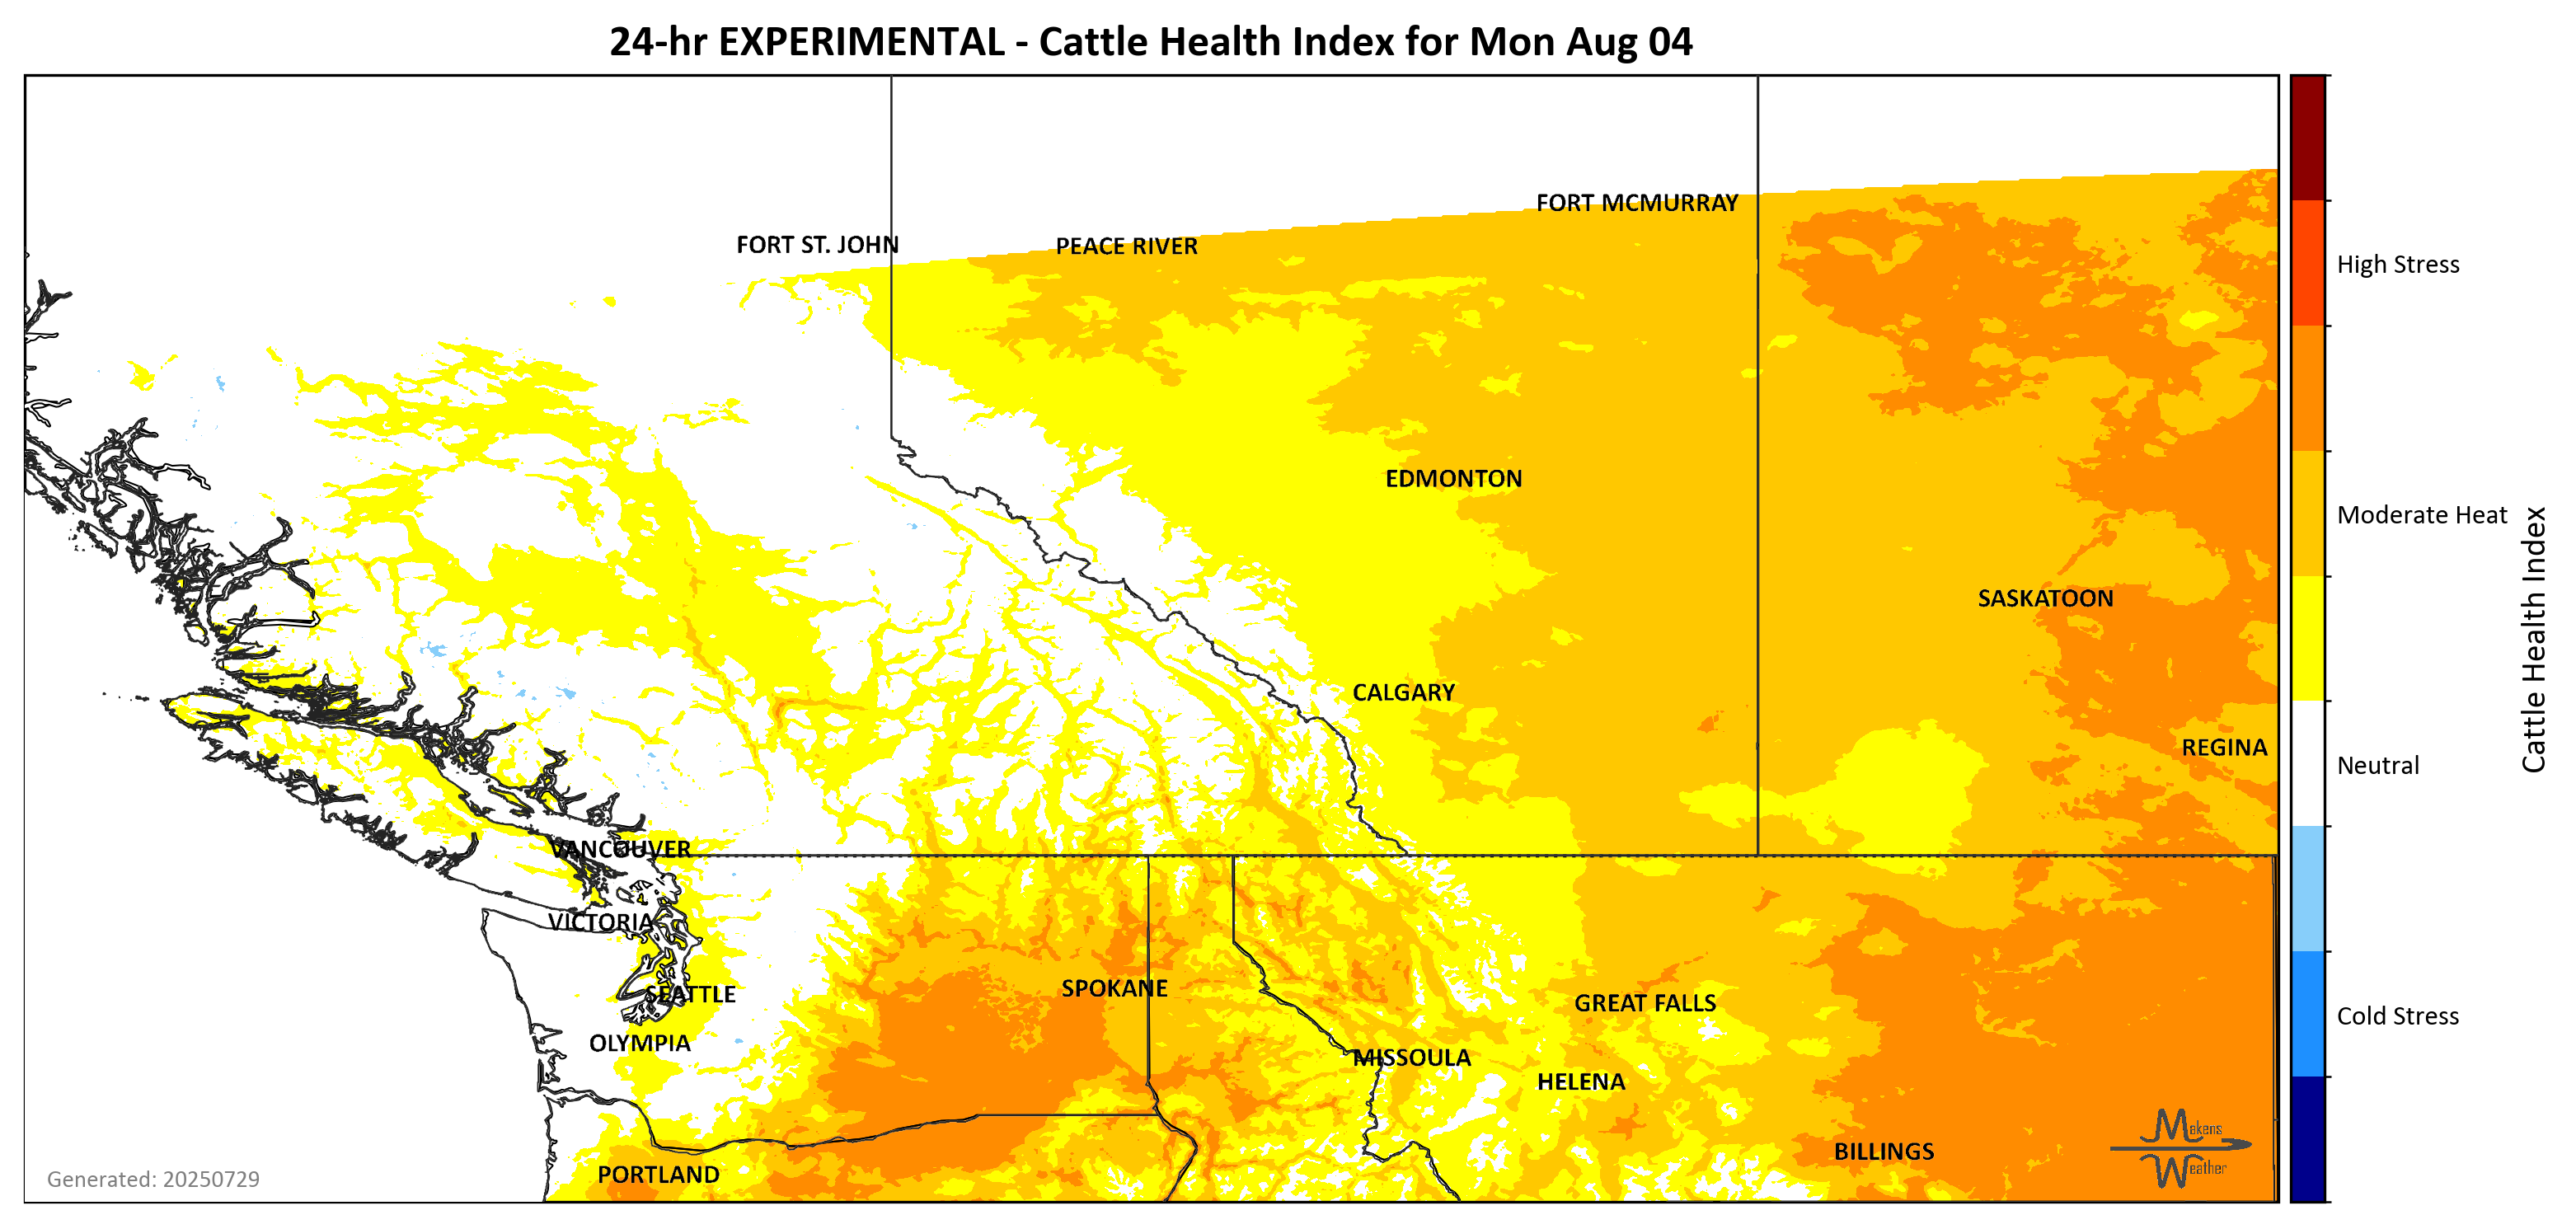 24-hr EXPERIMENTAL - Cattle Health Index for Mon Aug 04
FORT MCMURRAY
FORT ST. JOHN
PEACE RIVER
High Stress
EDMONTON
Moderate Heat
SASKATOON
CALGARY
REGINA
Neutral
Cattle Health Index
VANCOUVER
VICTORIA
SPOKANE
SEATTLE
GREAT FALLS
Cold Stress
OLYMPIA
MISSOULA
HELENA
Makens
Weather
BILLINGS
PORTLAND
Generated: 20250729